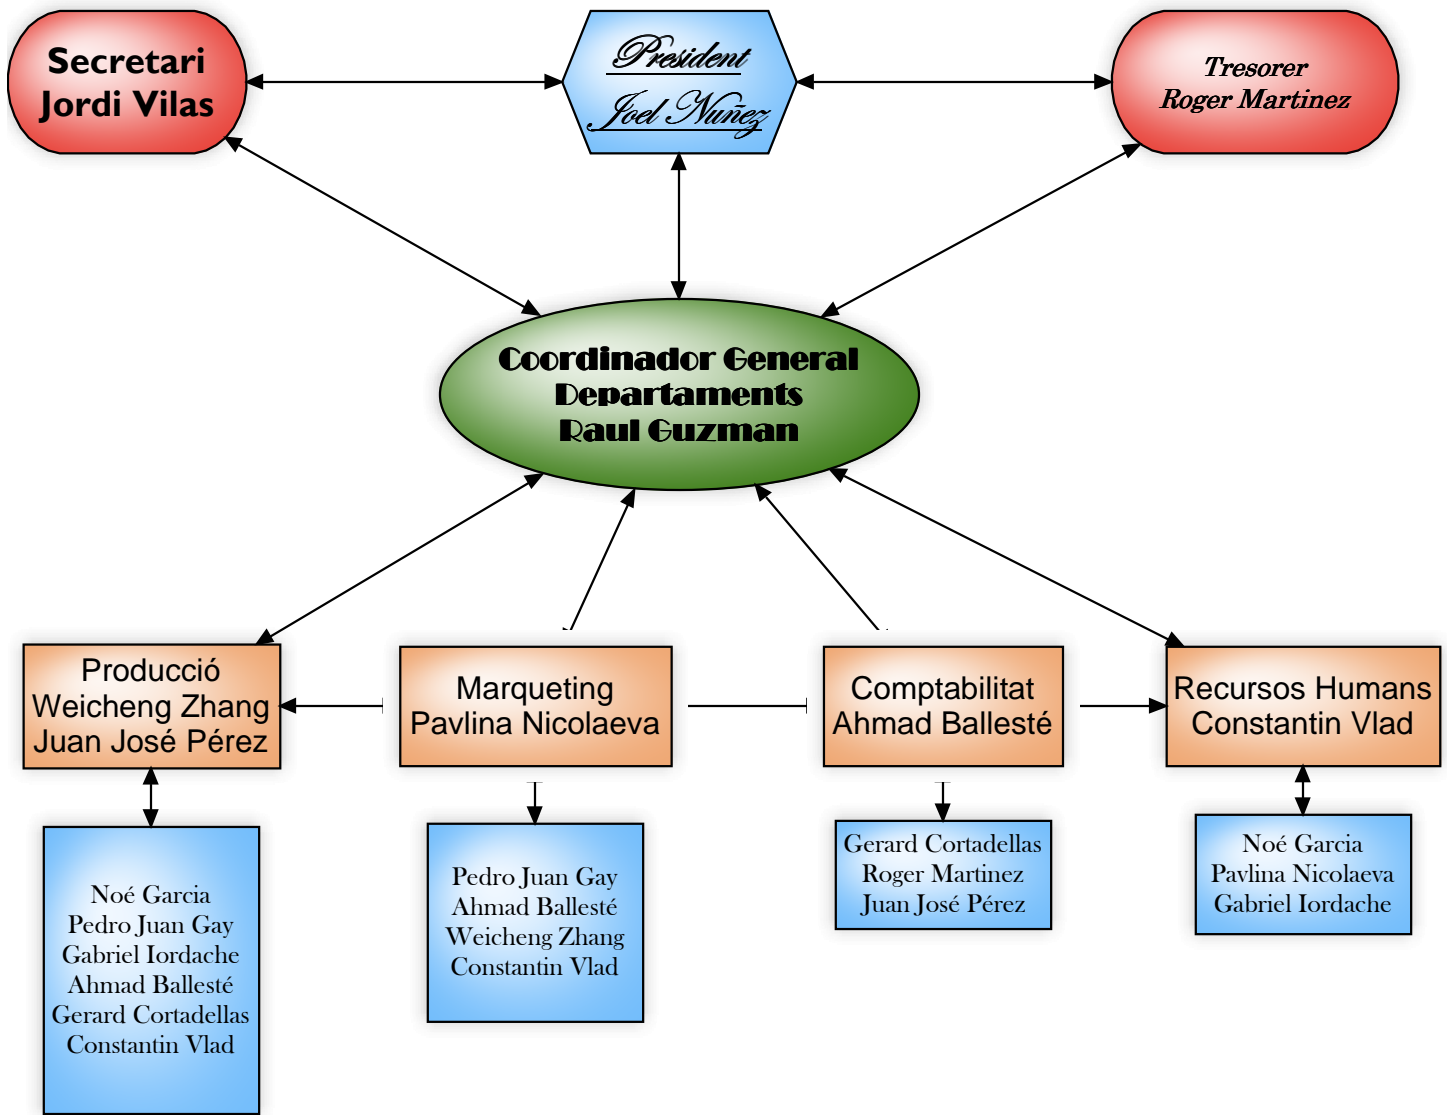 Secretari
Jordi Vilas
President
Joel Nuñez
Tresorer
Roger Martinez
Coordinador General
Departaments
Raul Guzman
Producció
Weicheng Zhang
Juan José Pérez
Marqueting
Pavlina Nicolaeva
Comptabilitat
Ahmad Ballesté
Recursos Humans
Constantin Vlad
Noé Garcia
Pedro Juan Gay
Gabriel Iordache
Ahmad Ballesté
Gerard Cortadellas
Constantin Vlad
Pedro Juan Gay
Ahmad Ballesté
Weicheng Zhang
Constantin Vlad
Gerard Cortadellas
Roger Martinez
Juan José Pérez
Noé Garcia
Pavlina Nicolaeva
Gabriel Iordache